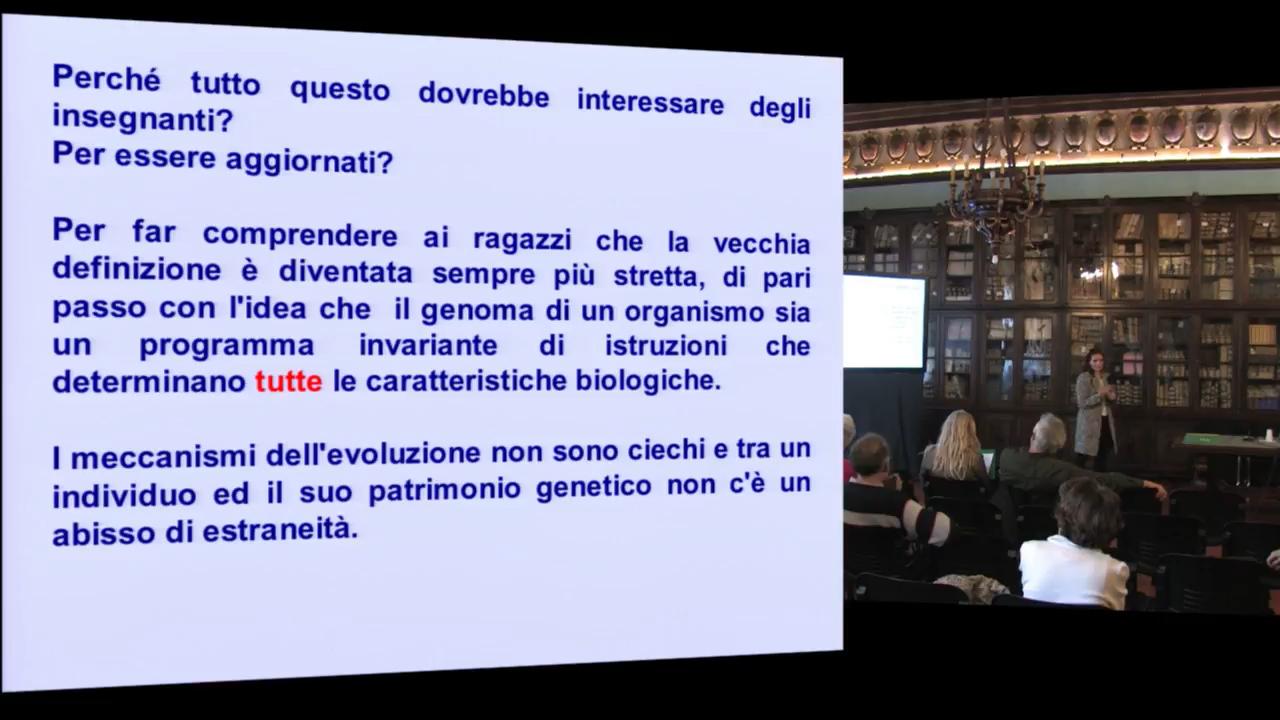 Perché tutto questo dovrebbe interessare degli
insegnanti?
Per essere aggiornati?
Per far comprendere ai ragazzi che la vecchia
definizione è diventata sempre più stretta, di pari
passo con l'idea che il genoma di un organismo sia
un programma invariante di istruzioni che
determinano tutte le caratteristiche biologiche.
I meccanismi dell'evoluzione non sono ciechi e tra un
individuo ed il suo patrimonio genetico non c'è un
abisso di estraneità.